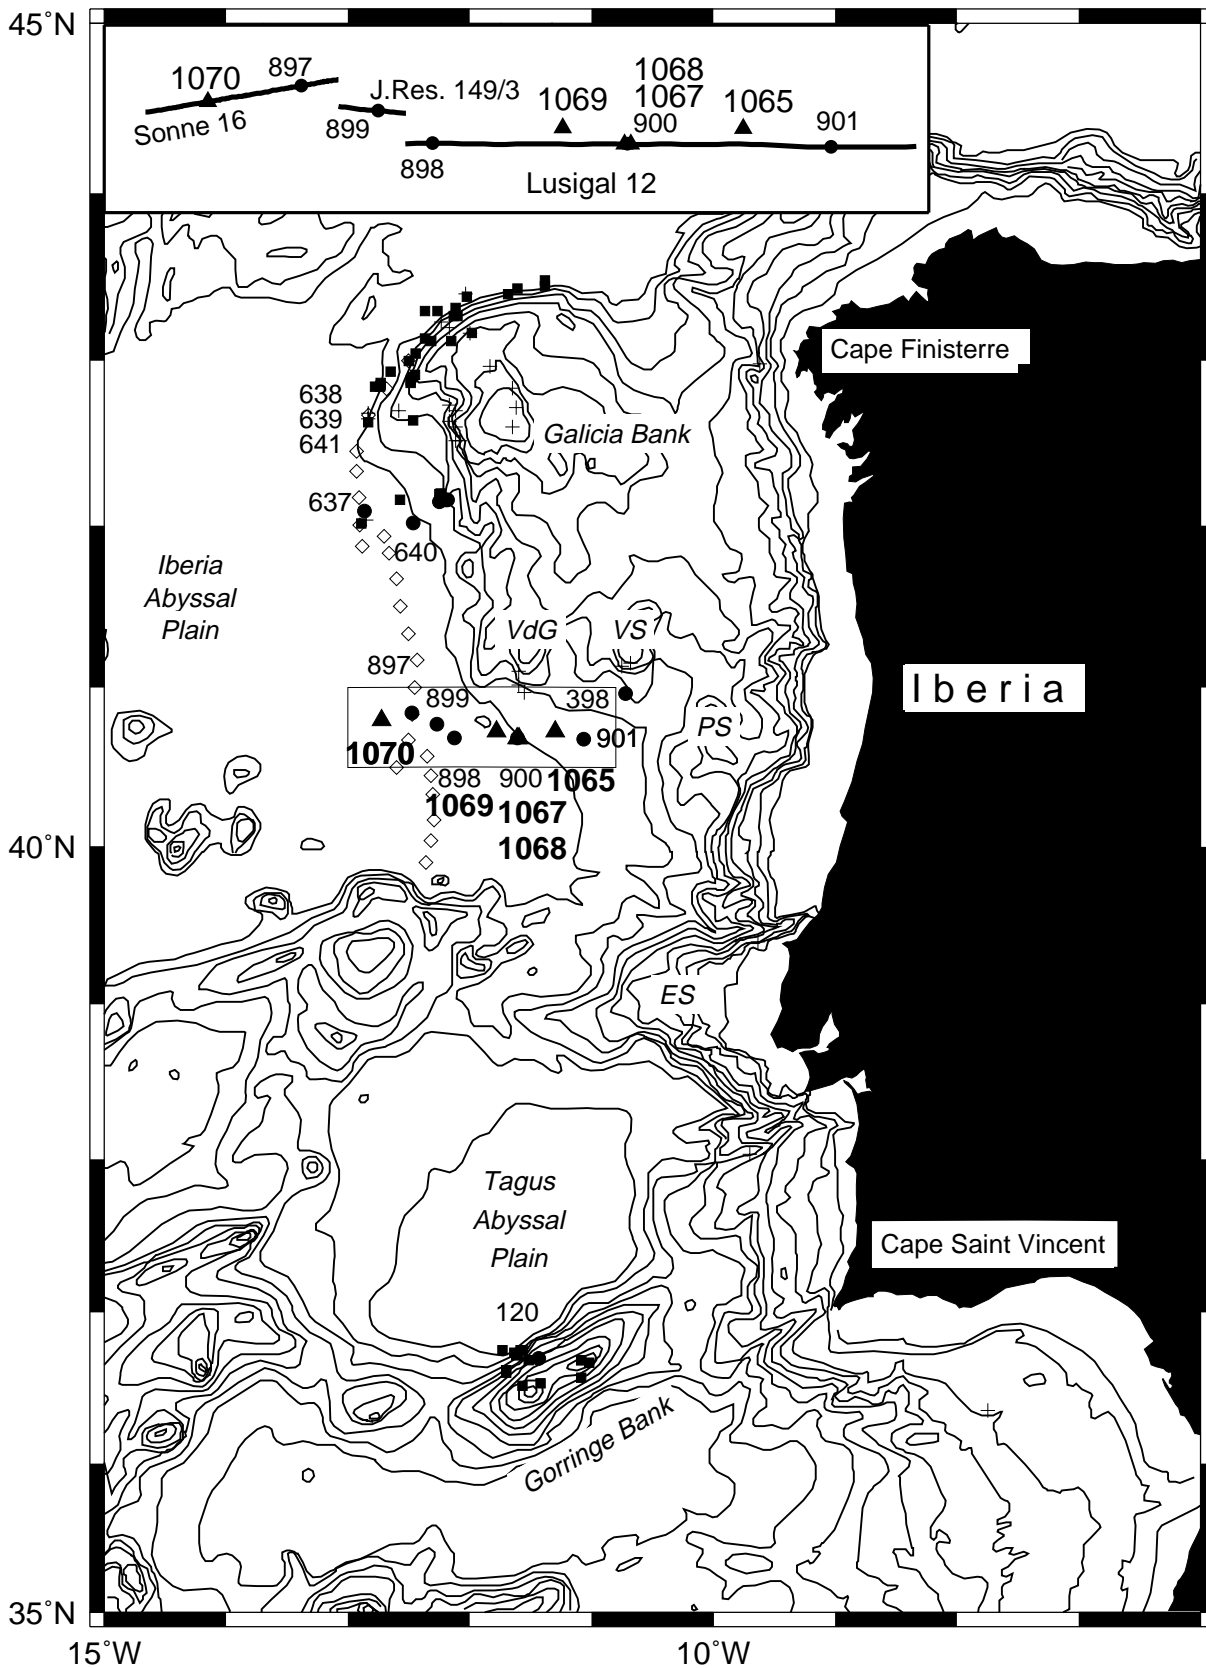 45°N
1070
897
Sonne 16
J.Res. 149/3
899
898
1069
1068
1067
900
1065
901
Lusigal 12
Cape Finisterre
638
639
641
Galicia Bank
637
640
Iberia
Abyssal
Plain
VdG
VS
897
899
398
Iberia
PS
901
1070
898
900
1065
1069
1067
1068
40°N
ES
Tagus
Abyssal
Plain
Cape Saint Vincent
120
Gorringe Bank
35°N
15°W
10°W